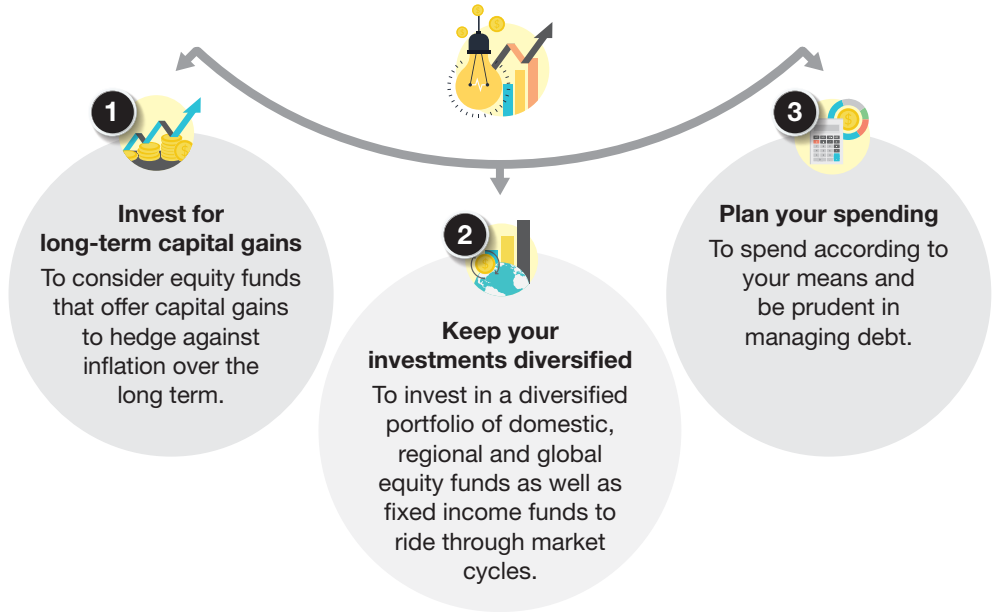 1
Invest for
long-term capital gains
To consider equity funds
that offer capital gains
to hedge against
inflation over the
long term.
2
Keep your
investments diversified
To invest in a diversified
portfolio of domestic,
regional and global
equity funds as well as
fixed income funds to
ride through market
cycles.
3
Plan your spending
To spend according to
your means and
be prudent in
managing debt.